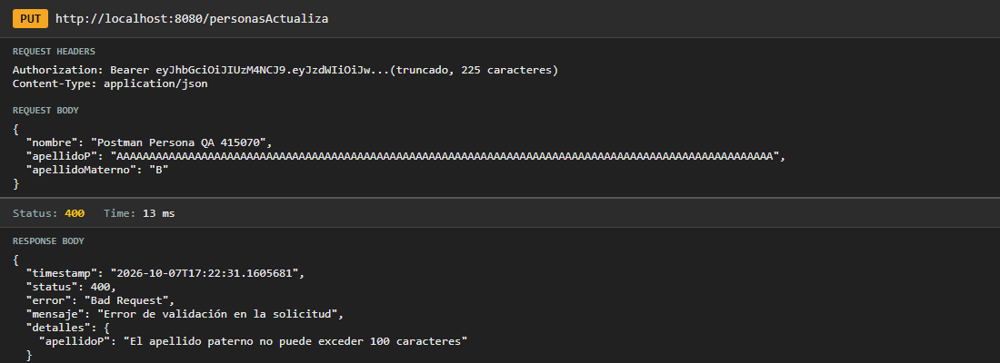 PUT http://localhost:8080/personasActualiza
REQUEST HEADERS
Authorization: Bearer eyJhbGciOiJIUzM4NCJ9.eyJzdWIiOiJw...(truncado, 225 caracteres)
Content-Type: application/json
REQUEST BODY
{
"nombre": "Postman Persona QA 415070",
"apellidoP": "AAAAAAAAAAAAAAAAAAAAAAAAAAAAAAAAAAAAAAAAAAAAAAAAAAAAAAAAAAAAAAAAAAAAAAAAAAAAAAAAAAAAAAAAAAAAAAAAAAAAA",
"apellidoMaterno": "B"
}
Status: 400 Time: 13 ms
RESPONSE BODY
{
"timestamp": "2026-10-07T17:22:31.1605681",
"status": 400,
"error": "Bad Request",
"mensaje": "Error de validación en la solicitud",
"detalles": {
"apellidoP": "El apellido paterno no puede exceder 100 caracteres"
}